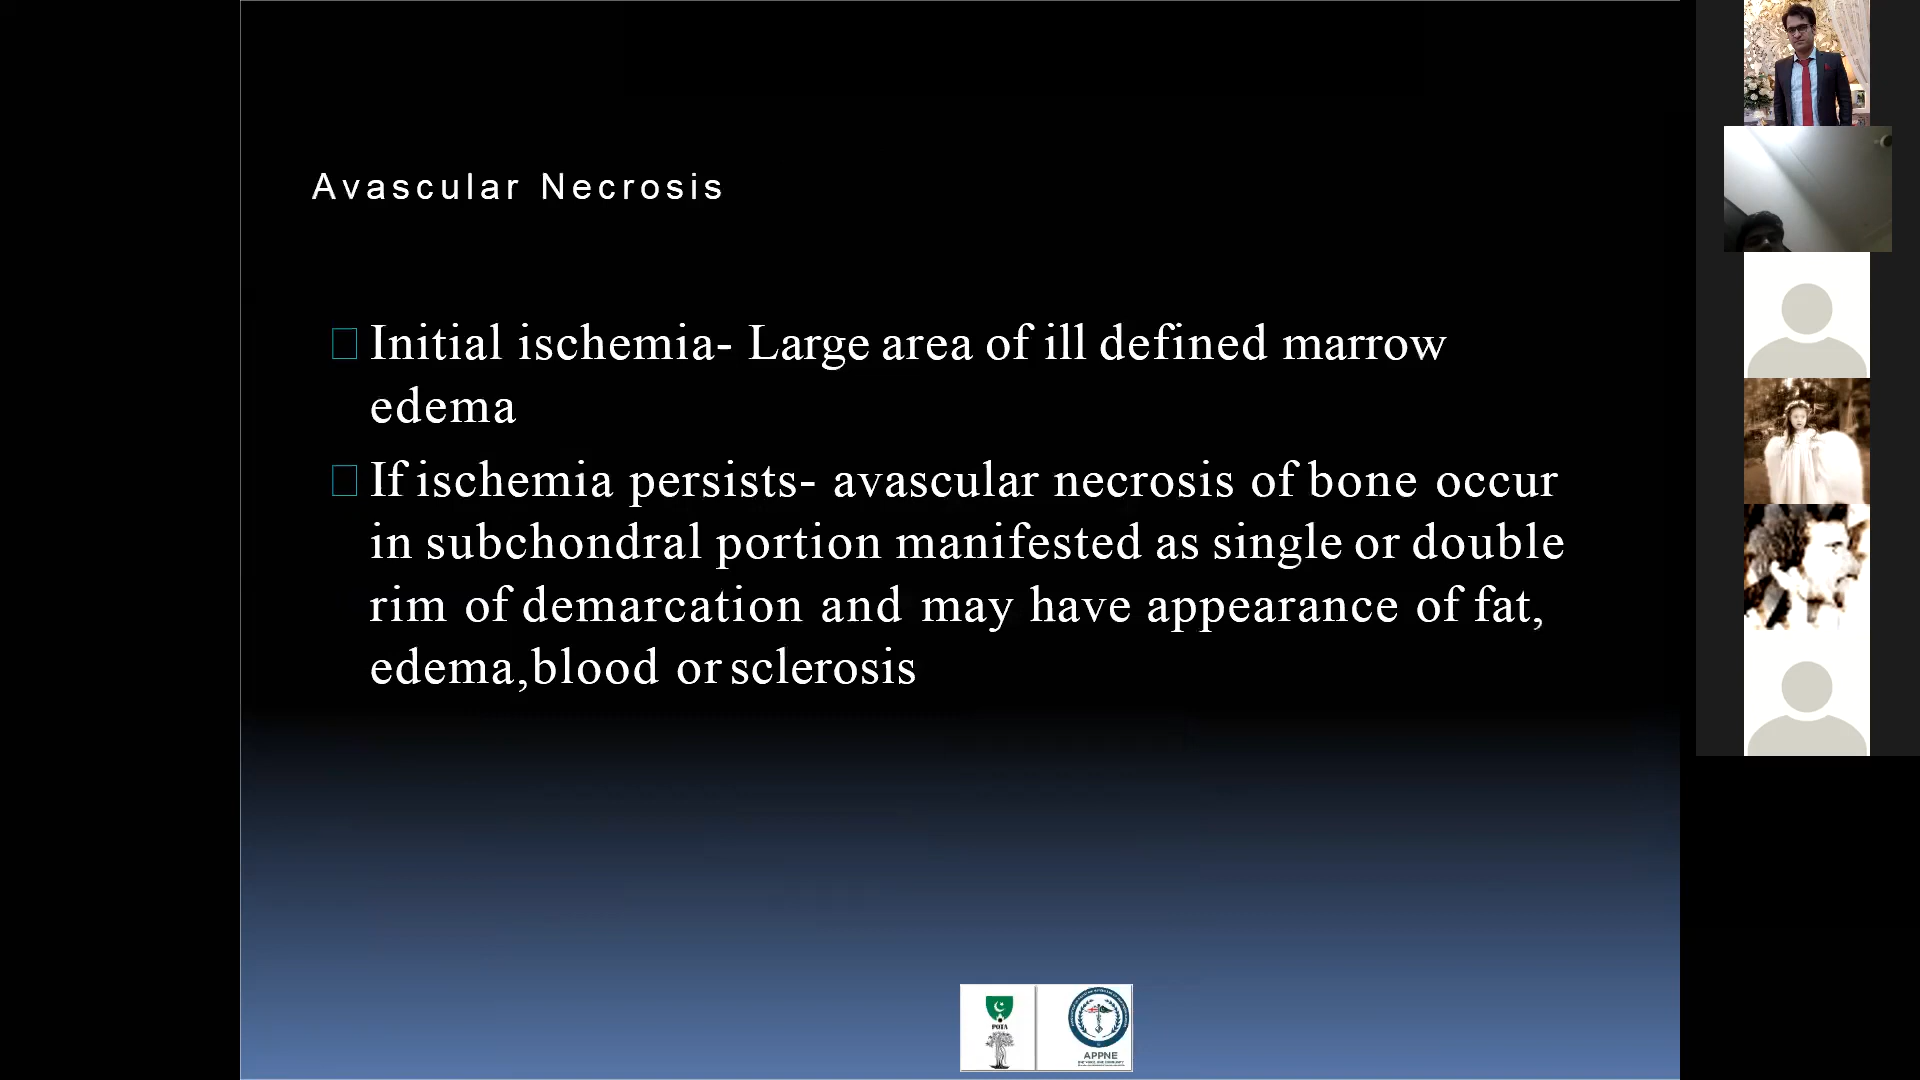 Avascular Necrosis
Initial ischemia- Large area of ill defined marrow
edema
If ischemia persists- avascular necrosis of bone occur
in subchondral portion manifested as single or double
rim of demarcation and may have appearance of fat,
edema,blood or sclerosis
POTA
APPNE